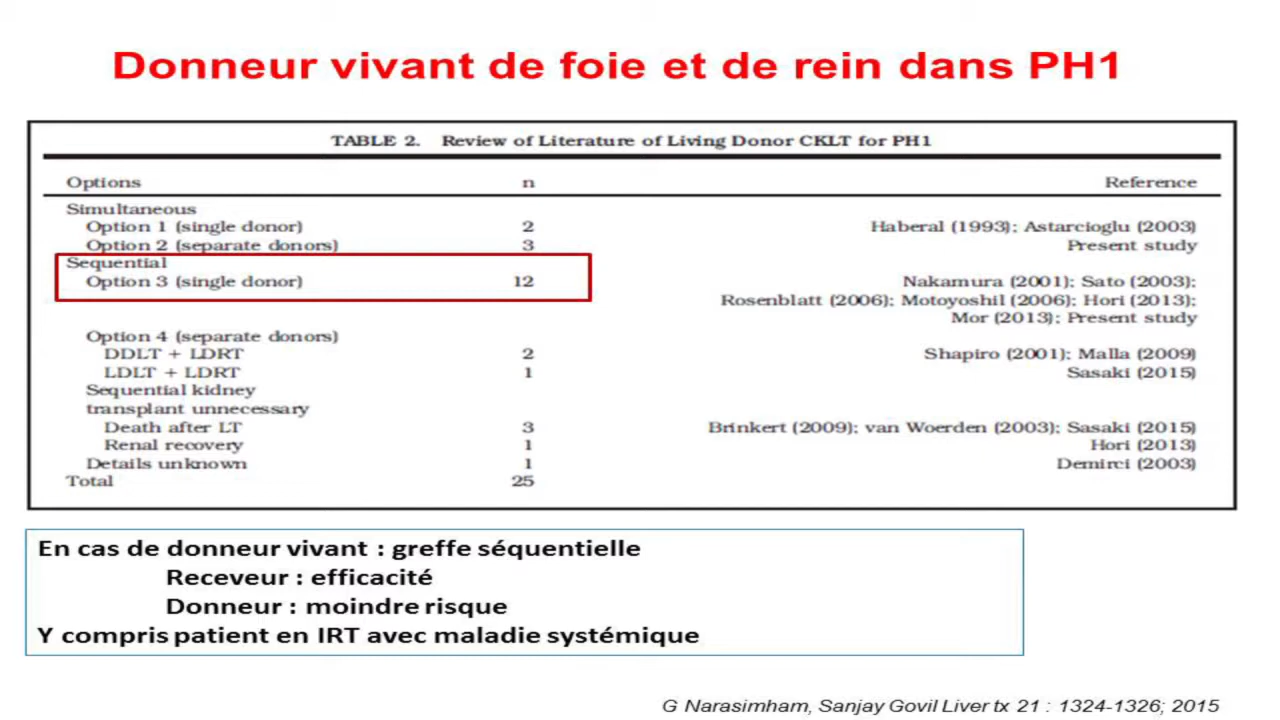 Donneur vivant de foie et de rein dans PH1
TABLE 2. Review of Literature of Living Donor CKLT for PH1
Options n Reference
Simultaneous
Option 1 (single donor) 2 Haberal (1993); Astarcioglu (2003)
Option 2 (separate donors) 3 Present study
Sequential
Option 3 (single donor) 12 Nakamura (2001); Sato (2003);
Rosenblatt (2006); Motoyoshil (2006); Hori (2013);
Mor (2013); Present study
Option 4 (separate donors)
DDLT + LDRT 2 Shapiro (2001); Malla (2009)
LDLT + LDRT 1 Sasaki (2015)
Sequential kidney
transplant unnecessary
Death after LT 3 Brinkert (2009); van Woerden (2003); Sasaki (2015)
Renal recovery 1 Hori (2013)
Details unknown 1 Demirci (2003)
Total 25
En cas de donneur vivant : greffe séquentielle
Receveur : efficacité
Donneur : moindre risque
Y compris patient en IRT avec maladie systémique
G Narasimham, Sanjay Govil Liver tx 21 : 1324-1326; 2015